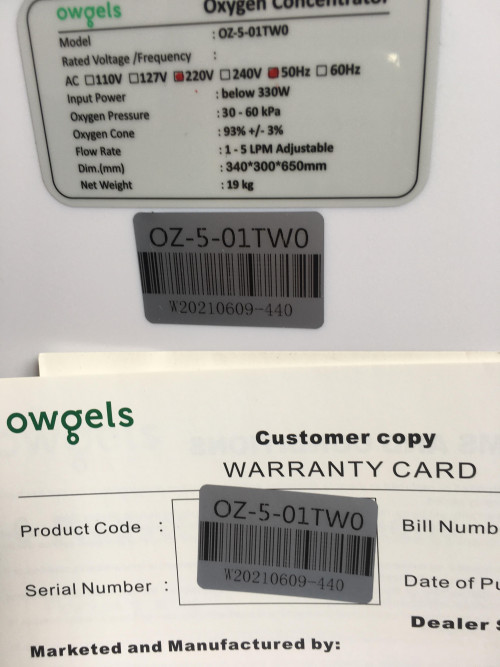 owgels Oxygen Concentrator
Model : OZ-5-01TW0
Rated Voltage /Frequency :
AC ☐110V ☐127V ☒220V ☐240V ☒50Hz ☐60Hz
Input Power : below 330W
Oxygen Pressure : 30 - 60 kPa
Oxygen Cone : 93% +/- 3%
Flow Rate : 1 - 5 LPM Adjustable
Dim.(mm) : 340*300*650mm
Net Weight : 19 kg
OZ-5-01TW0
W20210609-440
owgels
Customer copy
WARRANTY CARD
OZ-5-01TW0
Product Code : Bill Numb
W20210609-440
Serial Number : Date of Pu
Dealer
Marketed and Manufactured by: